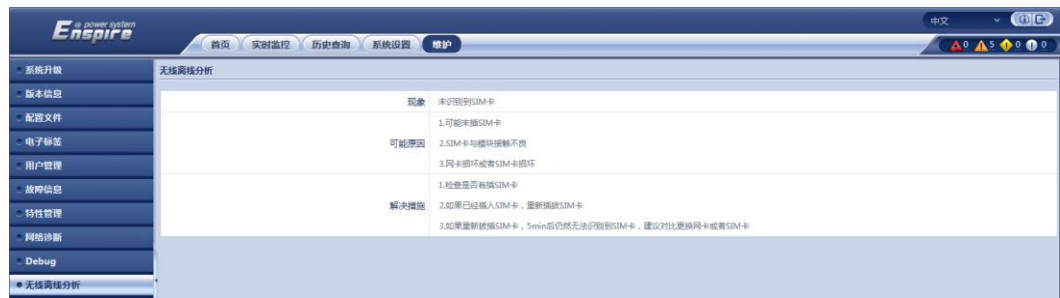 e power system
Enspire
中文
首页 实时监控 历史查询 系统设置 维护
0 5 0 0
系统升级
版本信息
配置文件
电子标签
用户管理
故障信息
特性管理
网络诊断
Debug
无线离线分析
无线离线分析
现象 未识别到SIM卡
可能原因
1.可能未插SIM卡
2.SIM卡与模块接触不良
3.网卡损坏或者SIM卡损坏
解决措施
1.检查是否有插SIM卡
2.如果已经插入SIM卡，重新插拔SIM卡
3.如果重新拔插SIM卡，5min后仍然无法识别到SIM卡，建议对比更换网卡或者SIM卡